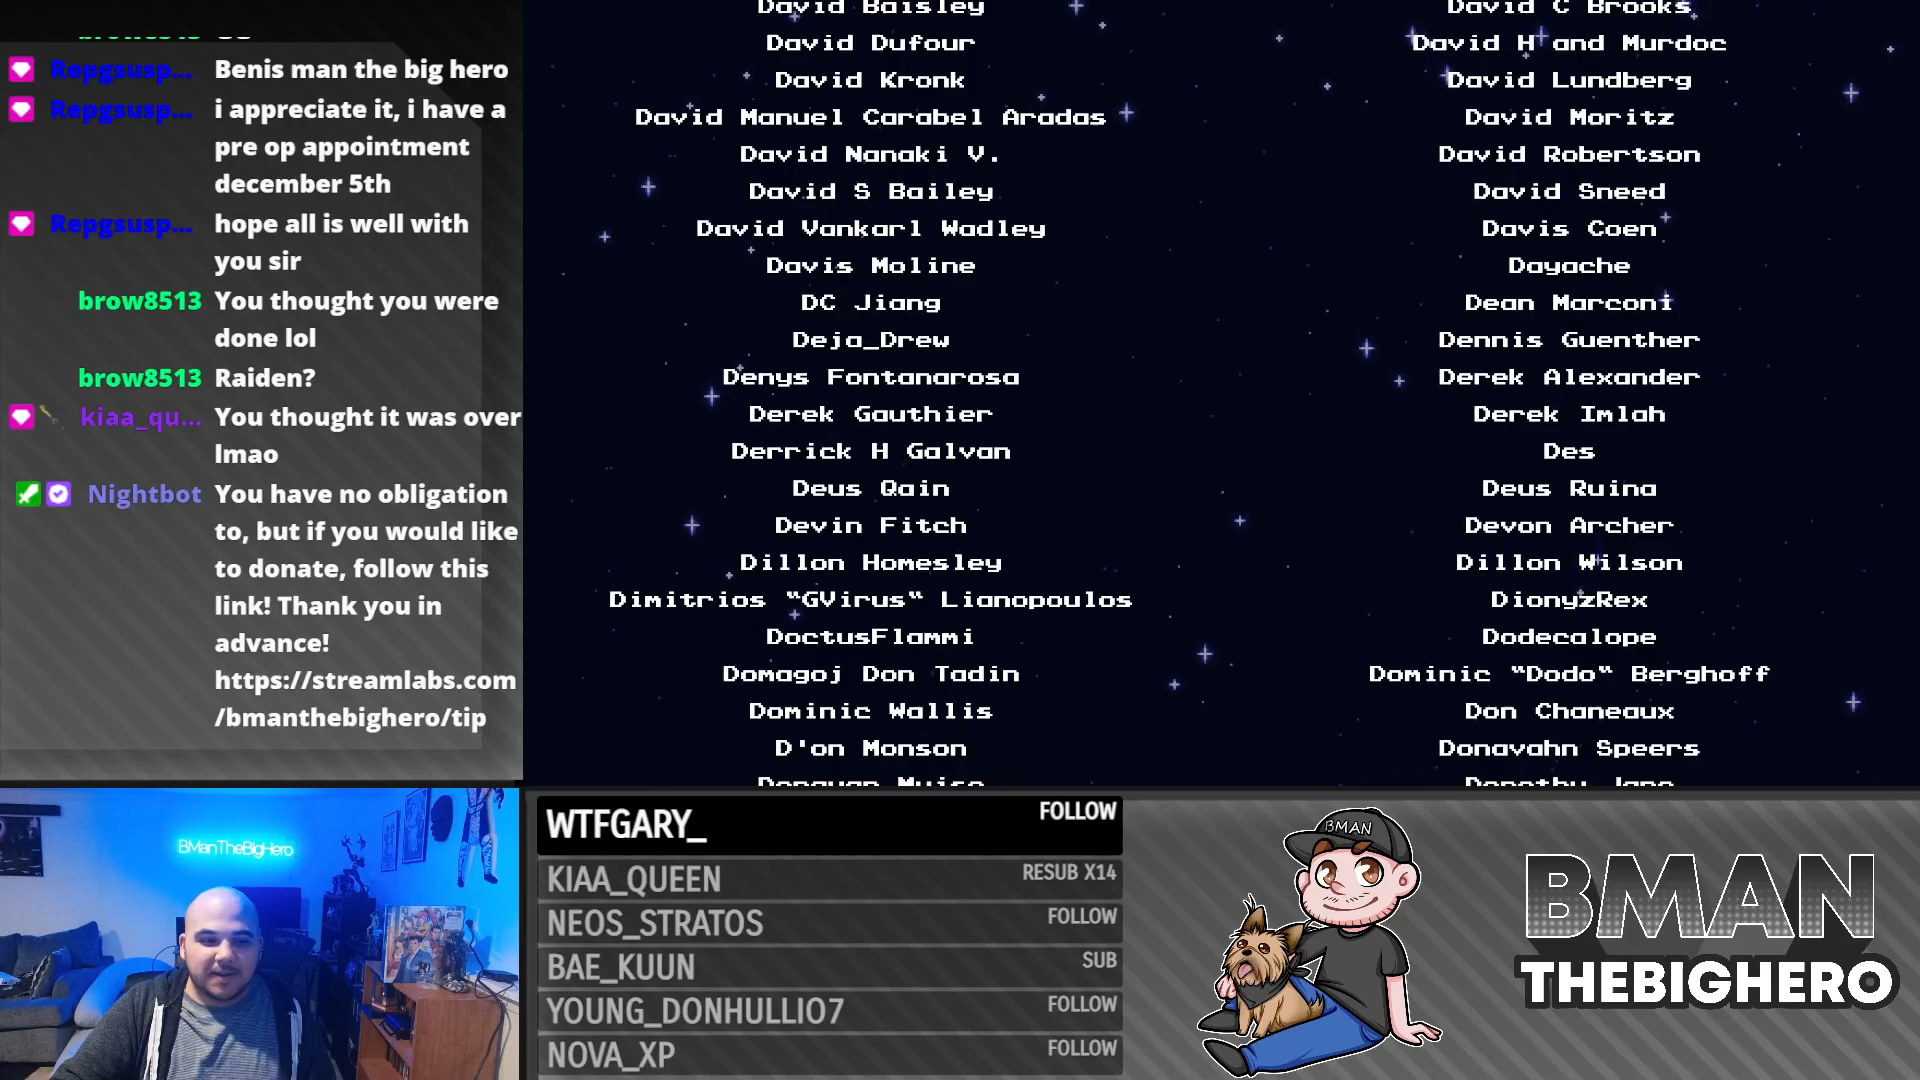 Repgsusp... Benis man the big hero
Repgsusp... i appreciate it, i have a
pre op appointment
december 5th
Repgsusp... hope all is well with
you sir
brow8513 You thought you were
done lol
brow8513 Raiden?
kiaa_qu... You thought it was over
lmao
Nightbot You have no obligation
to, but if you would like
to donate, follow this
link! Thank you in
advance!
https://streamlabs.com
/bmanthebighero/tip
David Baisley
David Dufour
David Kronk
David Manuel Carabel Aradas
David Nanaki V.
David S Bailey
David Vankarl Wadley
Davis Moline
DC Jiang
Deja_Drew
Denys Fontanarosa
Derek Gauthier
Derrick H Galvan
Deus Qain
Devin Fitch
Dillon Homesley
Dimitrios "GVirus" Lianopoulos
DoctusFlammi
Domagoj Don Tadin
Dominic Wallis
D'on Monson
David C Brooks
David H and Murdoc
David Lundberg
David Moritz
David Robertson
David Sneed
Davis Coen
Dayache
Dean Marconi
Dennis Guenther
Derek Alexander
Derek Imlah
Des
Deus Ruina
Devon Archer
Dillon Wilson
DionyzRex
Dodecalope
Dominic "Dodo" Berghoff
Don Chaneaux
Donavahn Speers
BManTheBigHero
WTFGARY_ FOLLOW
KIAA_QUEEN RESUB X14
NEOS_STRATOS FOLLOW
BAE_KUUN SUB
YOUNG_DONHULLIO7 FOLLOW
NOVA_XP FOLLOW
BMAN
BMAN
THEBIGHERO